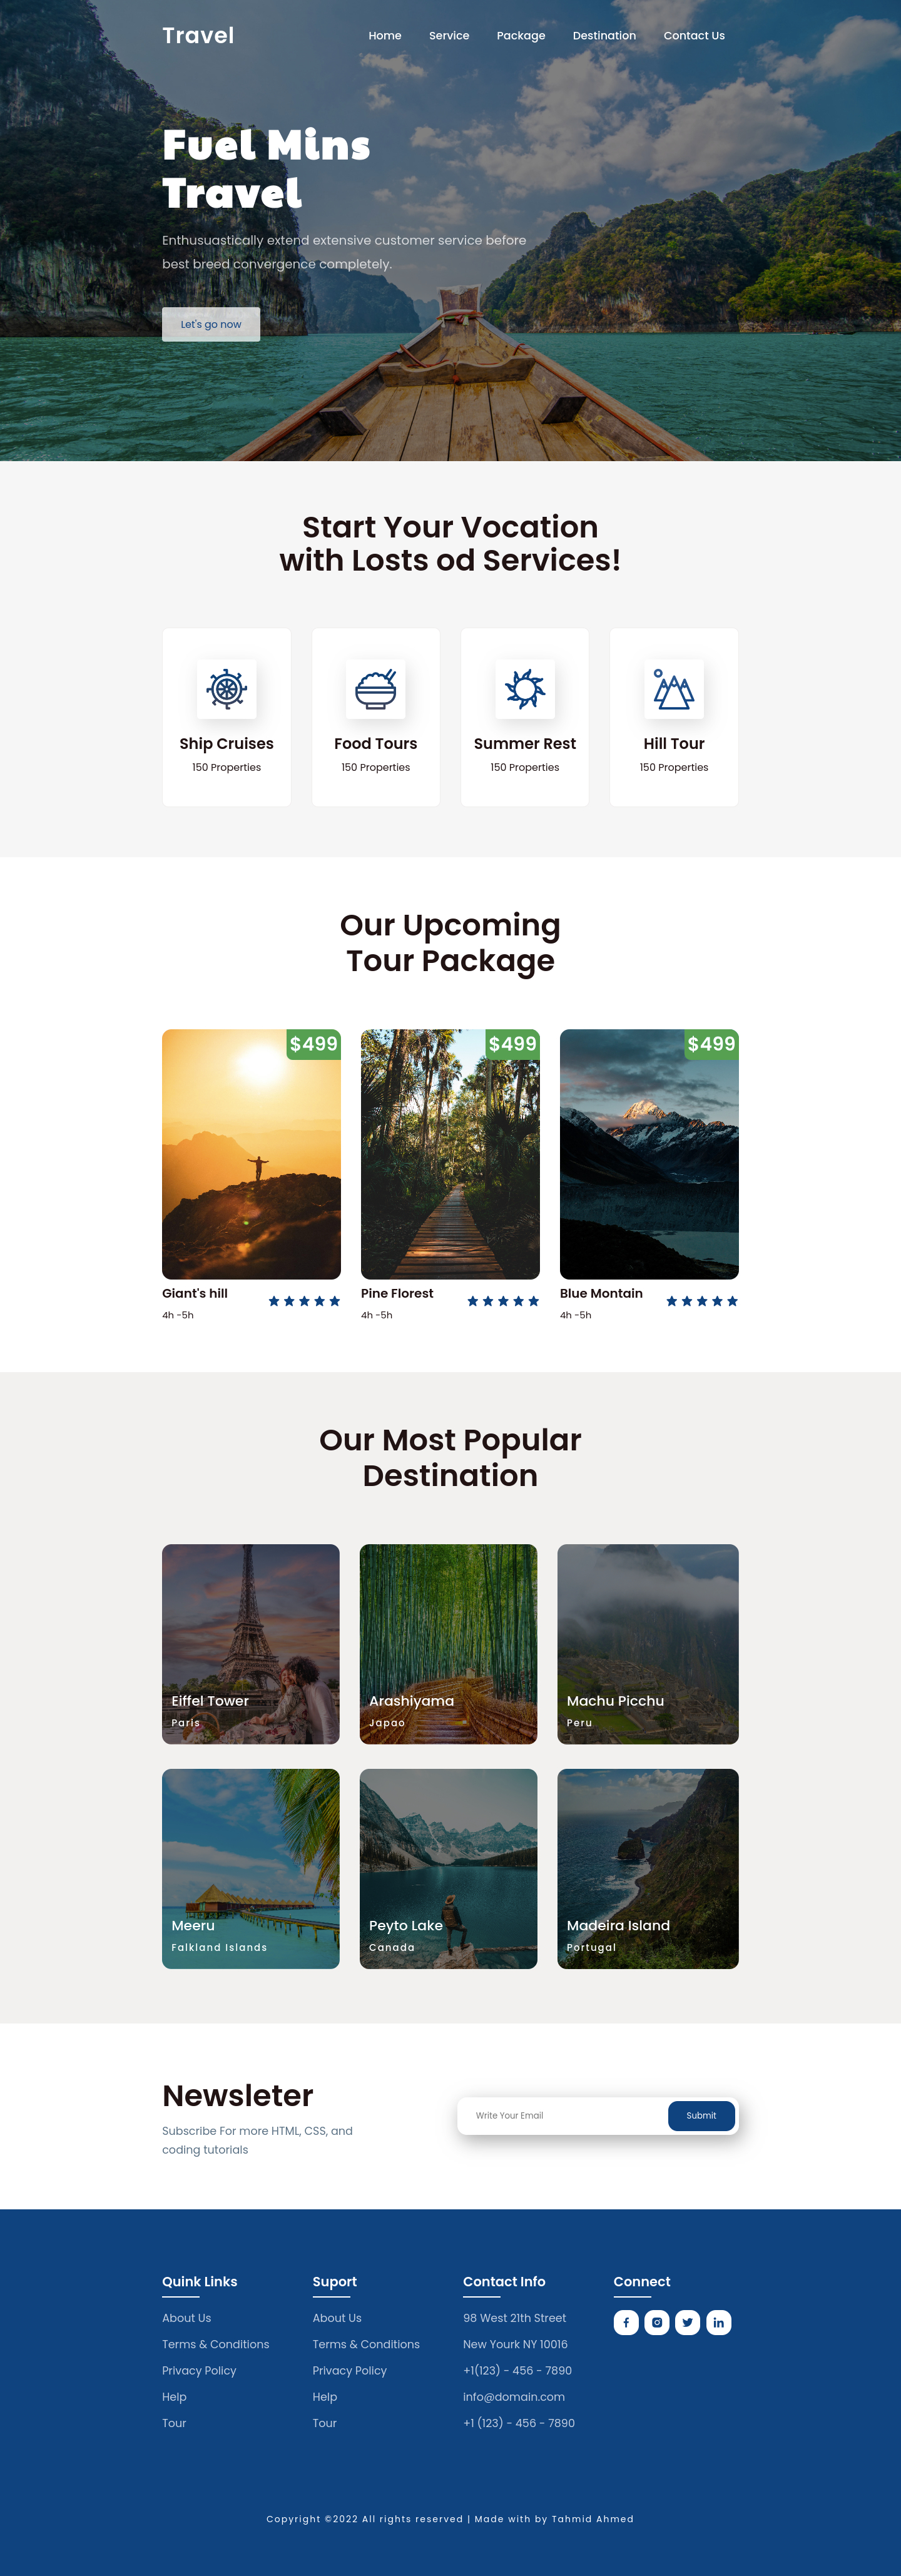 Travel
Home Service Package Destination Contact Us
Fuel Mins
Travel
Enthusuastically extend extensive customer service before
best breed convergence completely.
Let's go now
Start Your Vocation
with Losts od Services!
Ship Cruises
150 Properties
Food Tours
150 Properties
Summer Rest
150 Properties
Hill Tour
150 Properties
Our Upcoming
Tour Package
$499
Giant's hill
4h -5h
$499
Pine Florest
4h -5h
$499
Blue Montain
4h -5h
Our Most Popular
Destination
Eiffel Tower
Paris
Arashiyama
Japao
Machu Picchu
Peru
Meeru
Falkland Islands
Peyto Lake
Canada
Madeira Island
Portugal
Newsleter
Subscribe For more HTML, CSS, and
coding tutorials
Write Your Email
Submit
Quink Links
About Us
Terms & Conditions
Privacy Policy
Help
Tour
Suport
About Us
Terms & Conditions
Privacy Policy
Help
Tour
Contact Info
98 West 21th Street
New Yourk NY 10016
+1(123) - 456 - 7890
info@domain.com
+1 (123) - 456 - 7890
Connect
Copyright ©2022 All rights reserved | Made with by Tahmid Ahmed